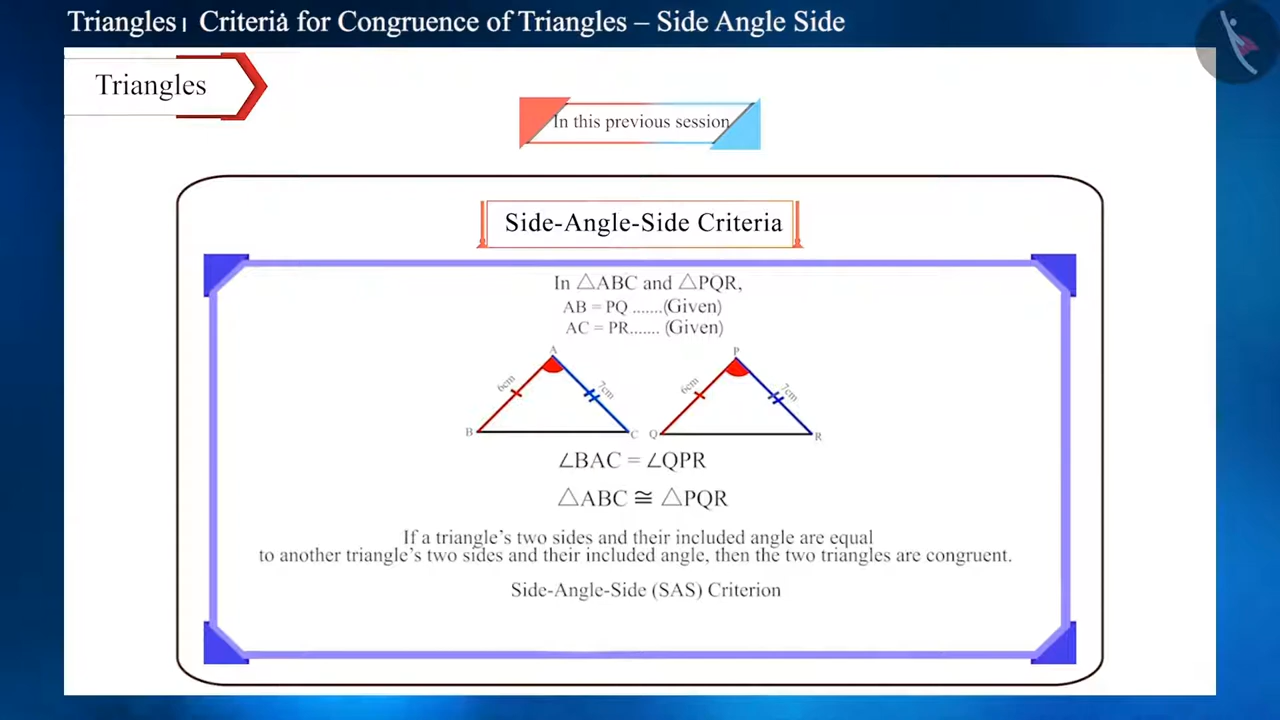 Triangles। Criteria for Congruence of Triangles – Side Angle Side
Triangles
In this previous session
Side-Angle-Side Criteria
In △ABC and △PQR,
AB = PQ .......(Given)
AC = PR....... (Given)
A P
6cm 7cm 6cm 7cm
B C Q R
∠BAC = ∠QPR
△ABC ≅ △PQR
If a triangle's two sides and their included angle are equal
to another triangle's two sides and their included angle, then the two triangles are congruent.
Side-Angle-Side (SAS) Criterion